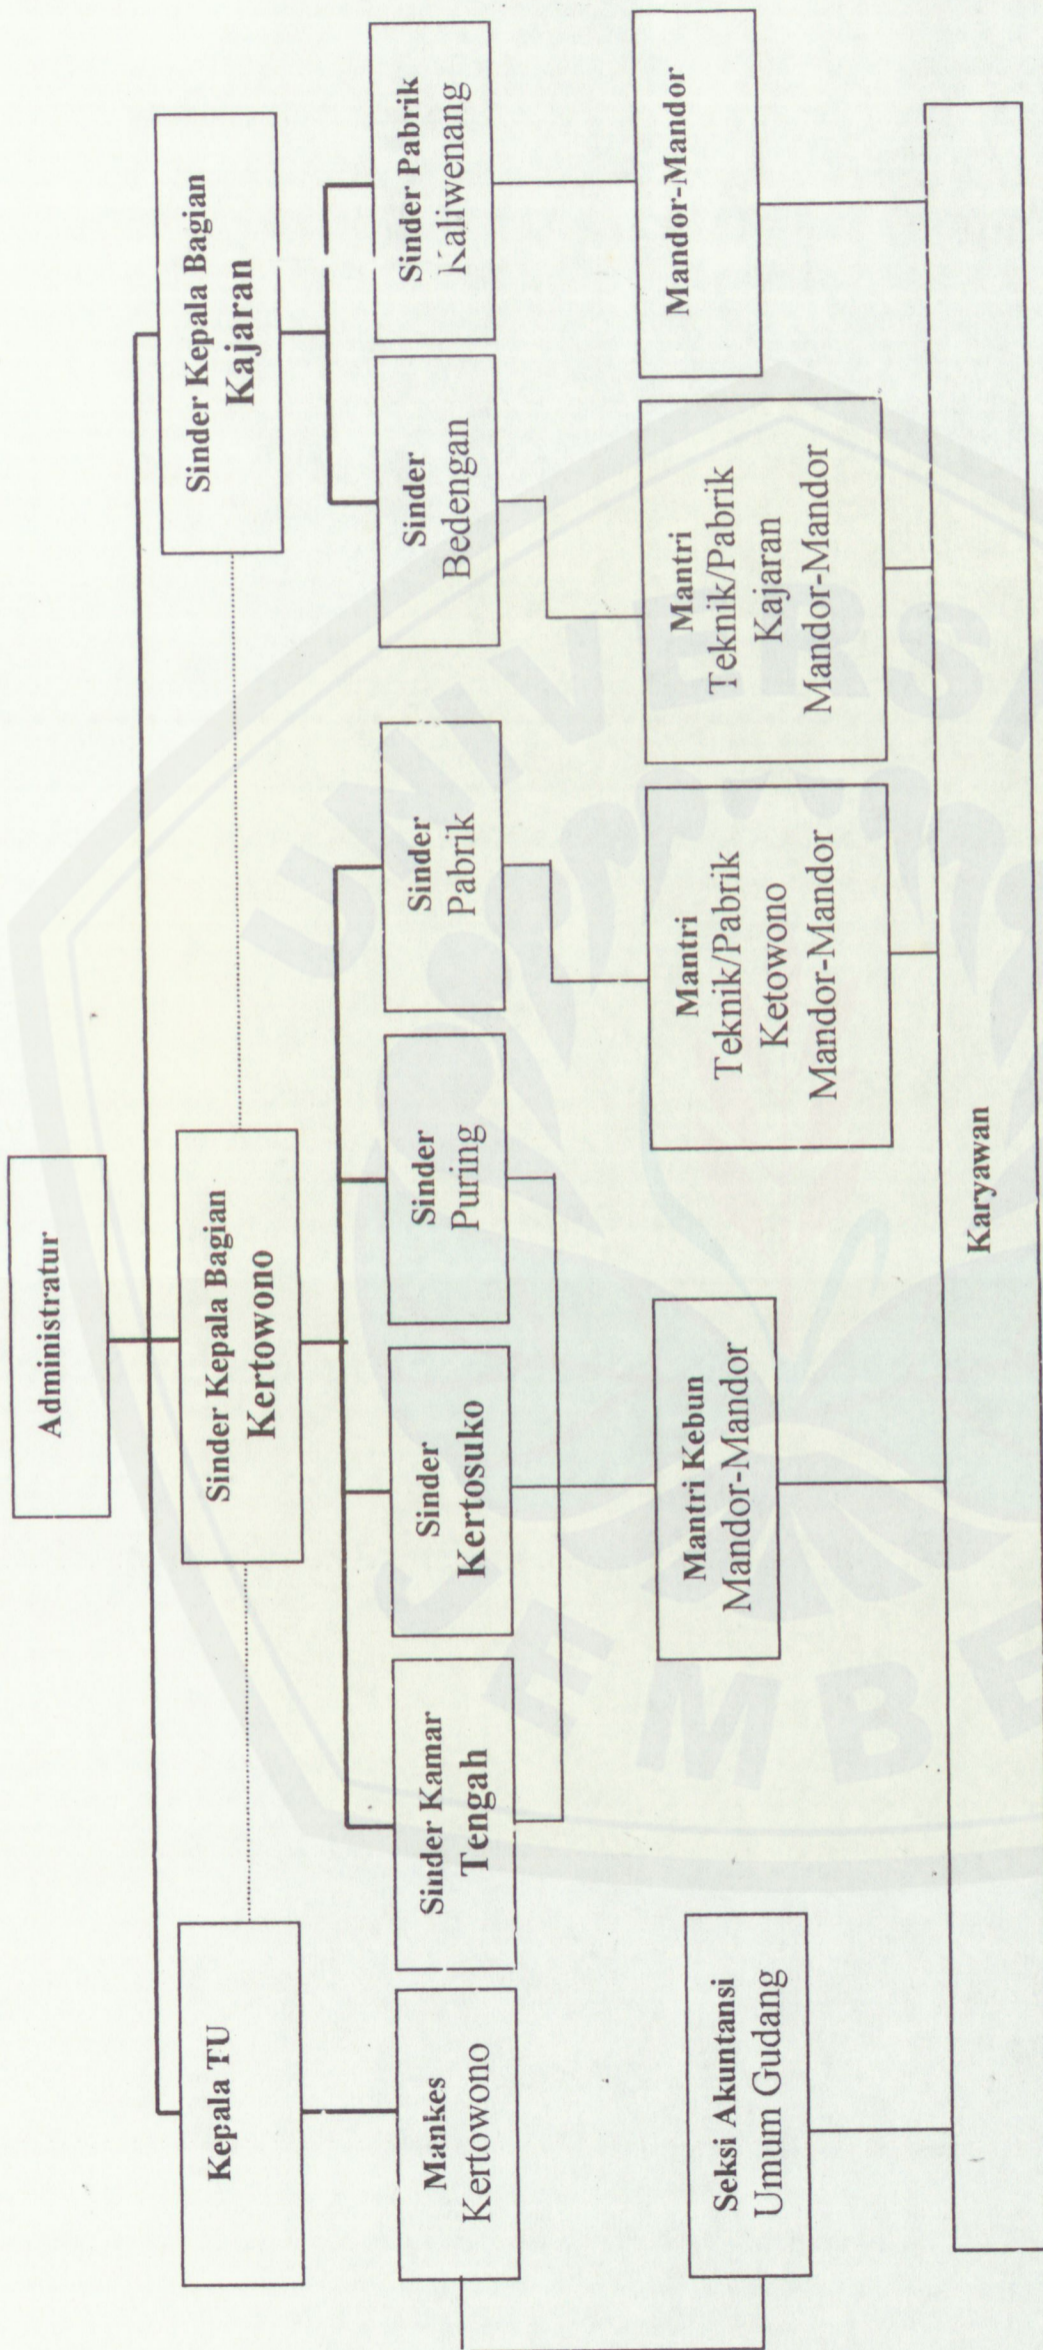 Administratur
Kepala TU
Sinder Kepala Bagian
Kertowono
Sinder Kepala Bagian
Kajaran
Mankes
Kertowono
Sinder Kamar
Tengah
Sinder
Kertosuko
Sinder
Puring
Sinder
Pabrik
Sinder
Bedengan
Sinder Pabrik
Kaliwenang
Seksi Akuntansi
Umum Gudang
Mantri Kebun
Mandor-Mandor
Mantri
Teknik/Pabrik
Ketowono
Mandor-Mandor
Mantri
Teknik/Pabrik
Kajaran
Mandor-Mandor
Mandor-Mandor
Karyawan